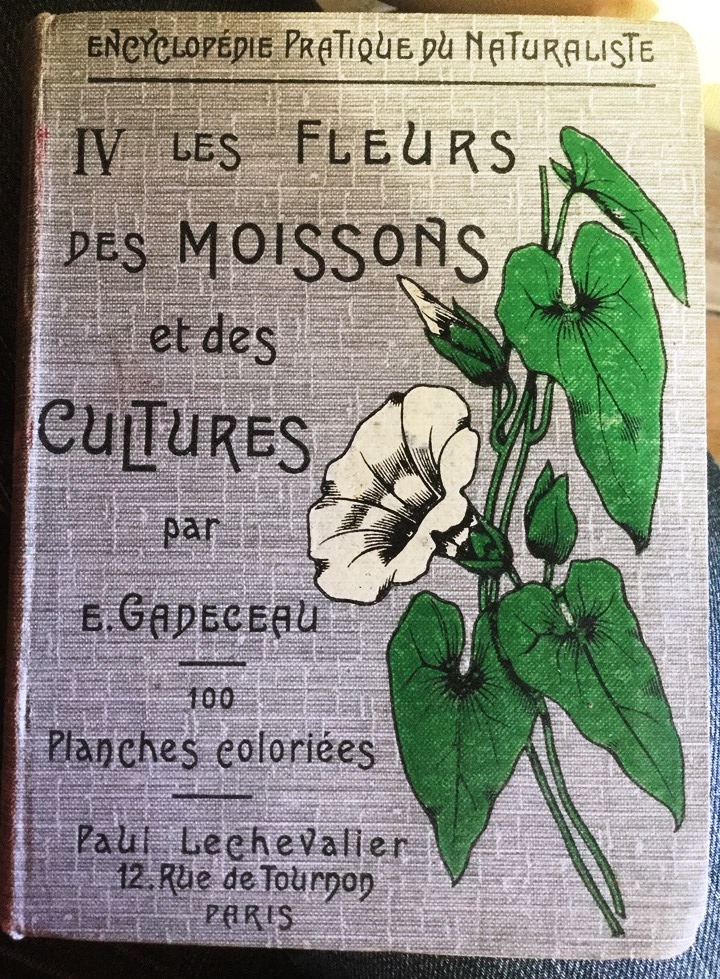 ENCYCLOPÉDIE PRATIQUE DU NATURALISTE
IV LES FLEURS
DES MOISSONS
et des
CULTURES
par
E. GADECEAU
100
Planches coloriées
Paul Lechevalier
12. Rue de Tournon
PARIS